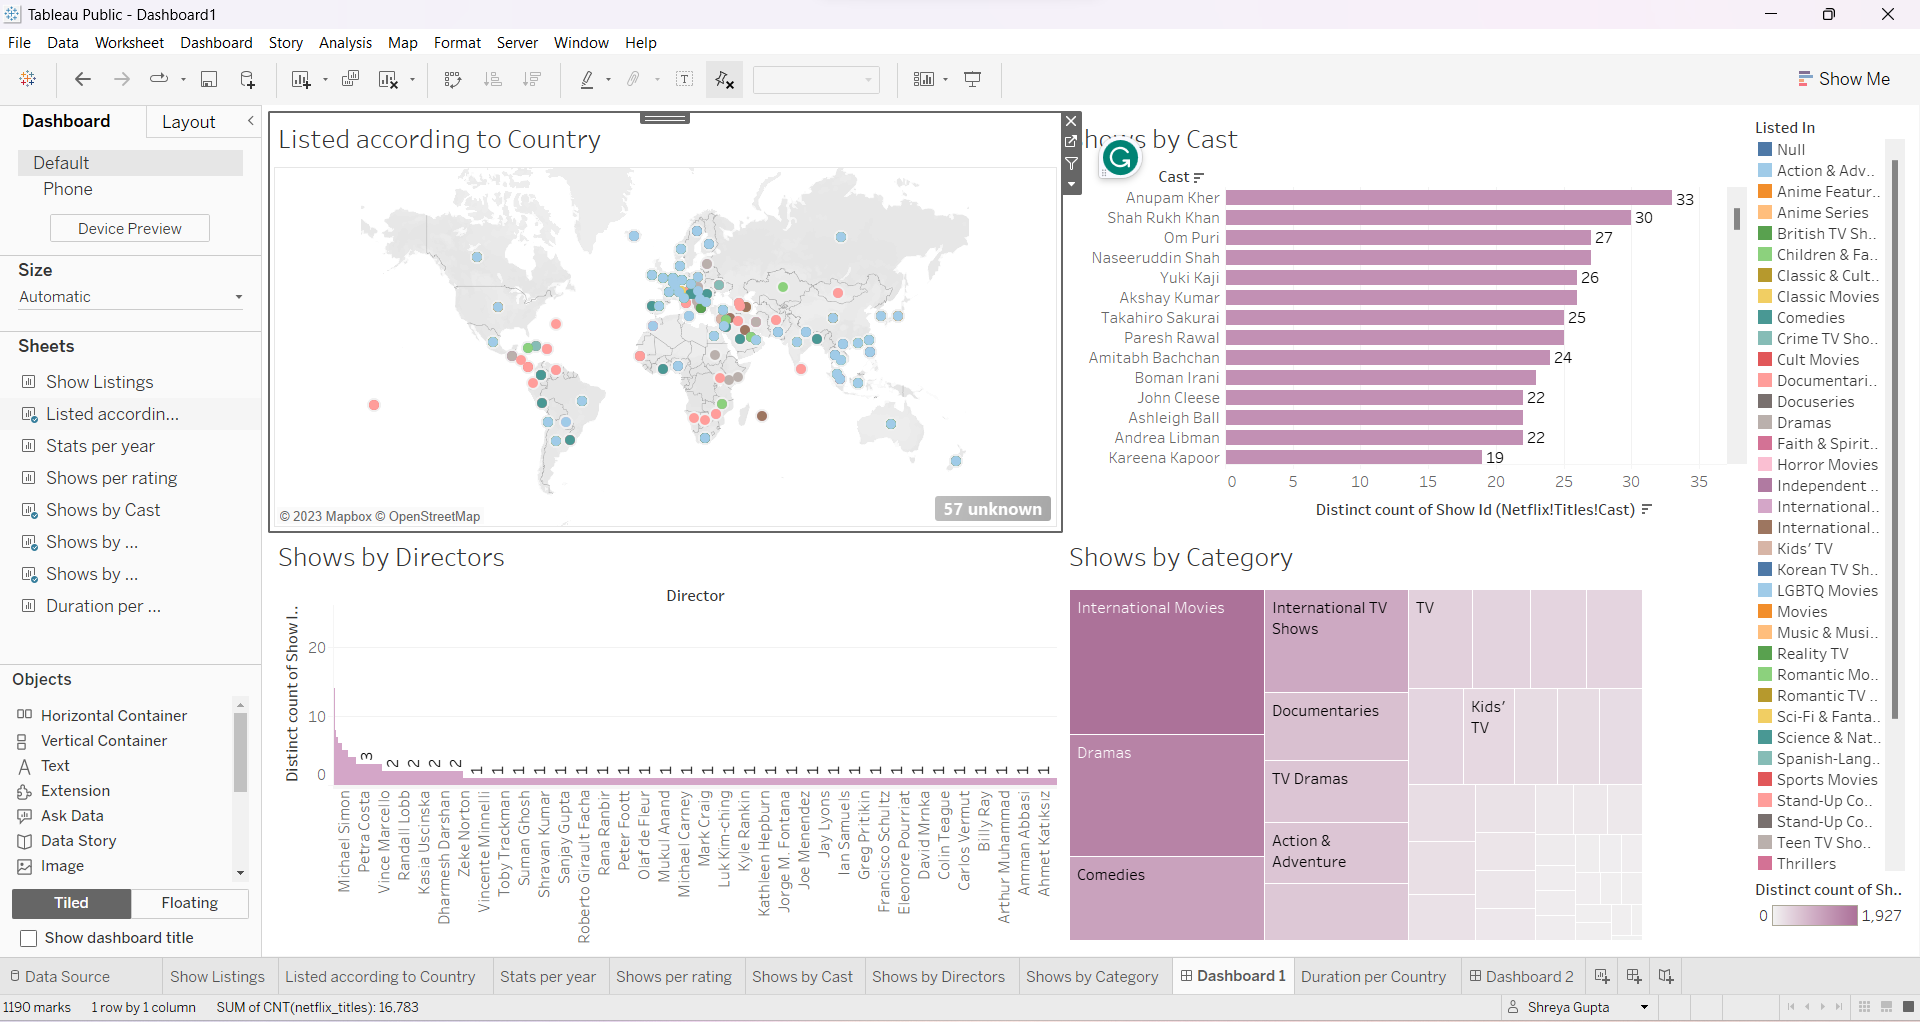 Tableau Public - Dashboard1
File Data Worksheet Dashboard Story Analysis Map Format Server Window Help
Show Me
Dashboard
Layout
Default
Phone
Device Preview
Size
Automatic
Sheets
Show Listings
Listed accordin...
Stats per year
Shows per rating
Shows by Cast
Shows by ...
Shows by ...
Duration per ...
Objects
Horizontal Container
Vertical Container
Text
Extension
Ask Data
Data Story
Image
Tiled
Floating
Show dashboard title
Listed according to Country
© 2023 Mapbox © OpenStreetMap
57 unknown
Shows by Cast
Cast
Anupam Kher 33
Shah Rukh Khan 30
Om Puri 27
Naseeruddin Shah
Yuki Kaji 26
Akshay Kumar
Takahiro Sakurai 25
Paresh Rawal
Amitabh Bachchan 24
Boman Irani
John Cleese 22
Ashleigh Ball
Andrea Libman 22
Kareena Kapoor 19
0 5 10 15 20 25 30 35
Distinct count of Show Id (Netflix!Titles!Cast)
Shows by Directors
Director
Distinct count of Show I..
20
10
0
3 2 2 2 2 1 1 1 1 1 1 1 1 1 1 1 1 1 1 1 1 1 1 1 1 1 1 1 1 1 1 1 1
Michael Simon
Petra Costa
Vince Marcello
Randall Lobb
Kasia Uscinska
Dharmesh Darshan
Zeke Norton
Vincente Minnelli
Toby Trackman
Suman Ghosh
Shravan Kumar
Sanjay Gupta
Roberto Girault Facha
Rana Ranbir
Peter Foott
Olaf de Fleur
Mukul Anand
Michael Carney
Mark Craig
Luk Kim-ching
Kyle Rankin
Kathleen Hepburn
Jorge M. Fontana
Joe Menendez
Jay Lyons
Ian Samuels
Greg Pritikin
Francisco Schultz
Eleonore Pourriat
David Mrnka
Colin Teague
Carlos Vermut
Billy Ray
Arthur Muhammad
Amman Abbasi
Ahmet Katıksız
Shows by Category
International Movies
Dramas
Comedies
International TV
Shows
Documentaries
TV Dramas
Action &
Adventure
TV
Kids'
TV
Listed In
Null
Action & Adv..
Anime Featur..
Anime Series
British TV Sh..
Children & Fa..
Classic & Cult..
Classic Movies
Comedies
Crime TV Sho..
Cult Movies
Documentari..
Docuseries
Dramas
Faith & Spirit..
Horror Movies
Independent ..
International..
International..
Kids' TV
Korean TV Sh..
LGBTQ Movies
Movies
Music & Musi..
Reality TV
Romantic Mo..
Romantic TV ..
Sci-Fi & Fanta..
Science & Nat..
Spanish-Lang..
Sports Movies
Stand-Up Co..
Stand-Up Co..
Teen TV Sho..
Thrillers
Distinct count of Sh..
0 1,927
Data Source Show Listings Listed according to Country Stats per year Shows per rating Shows by Cast Shows by Directors Shows by Category Dashboard 1 Duration per Country Dashboard 2
1190 marks 1 row by 1 column SUM of CNT(netflix_titles): 16,783 Shreya Gupta